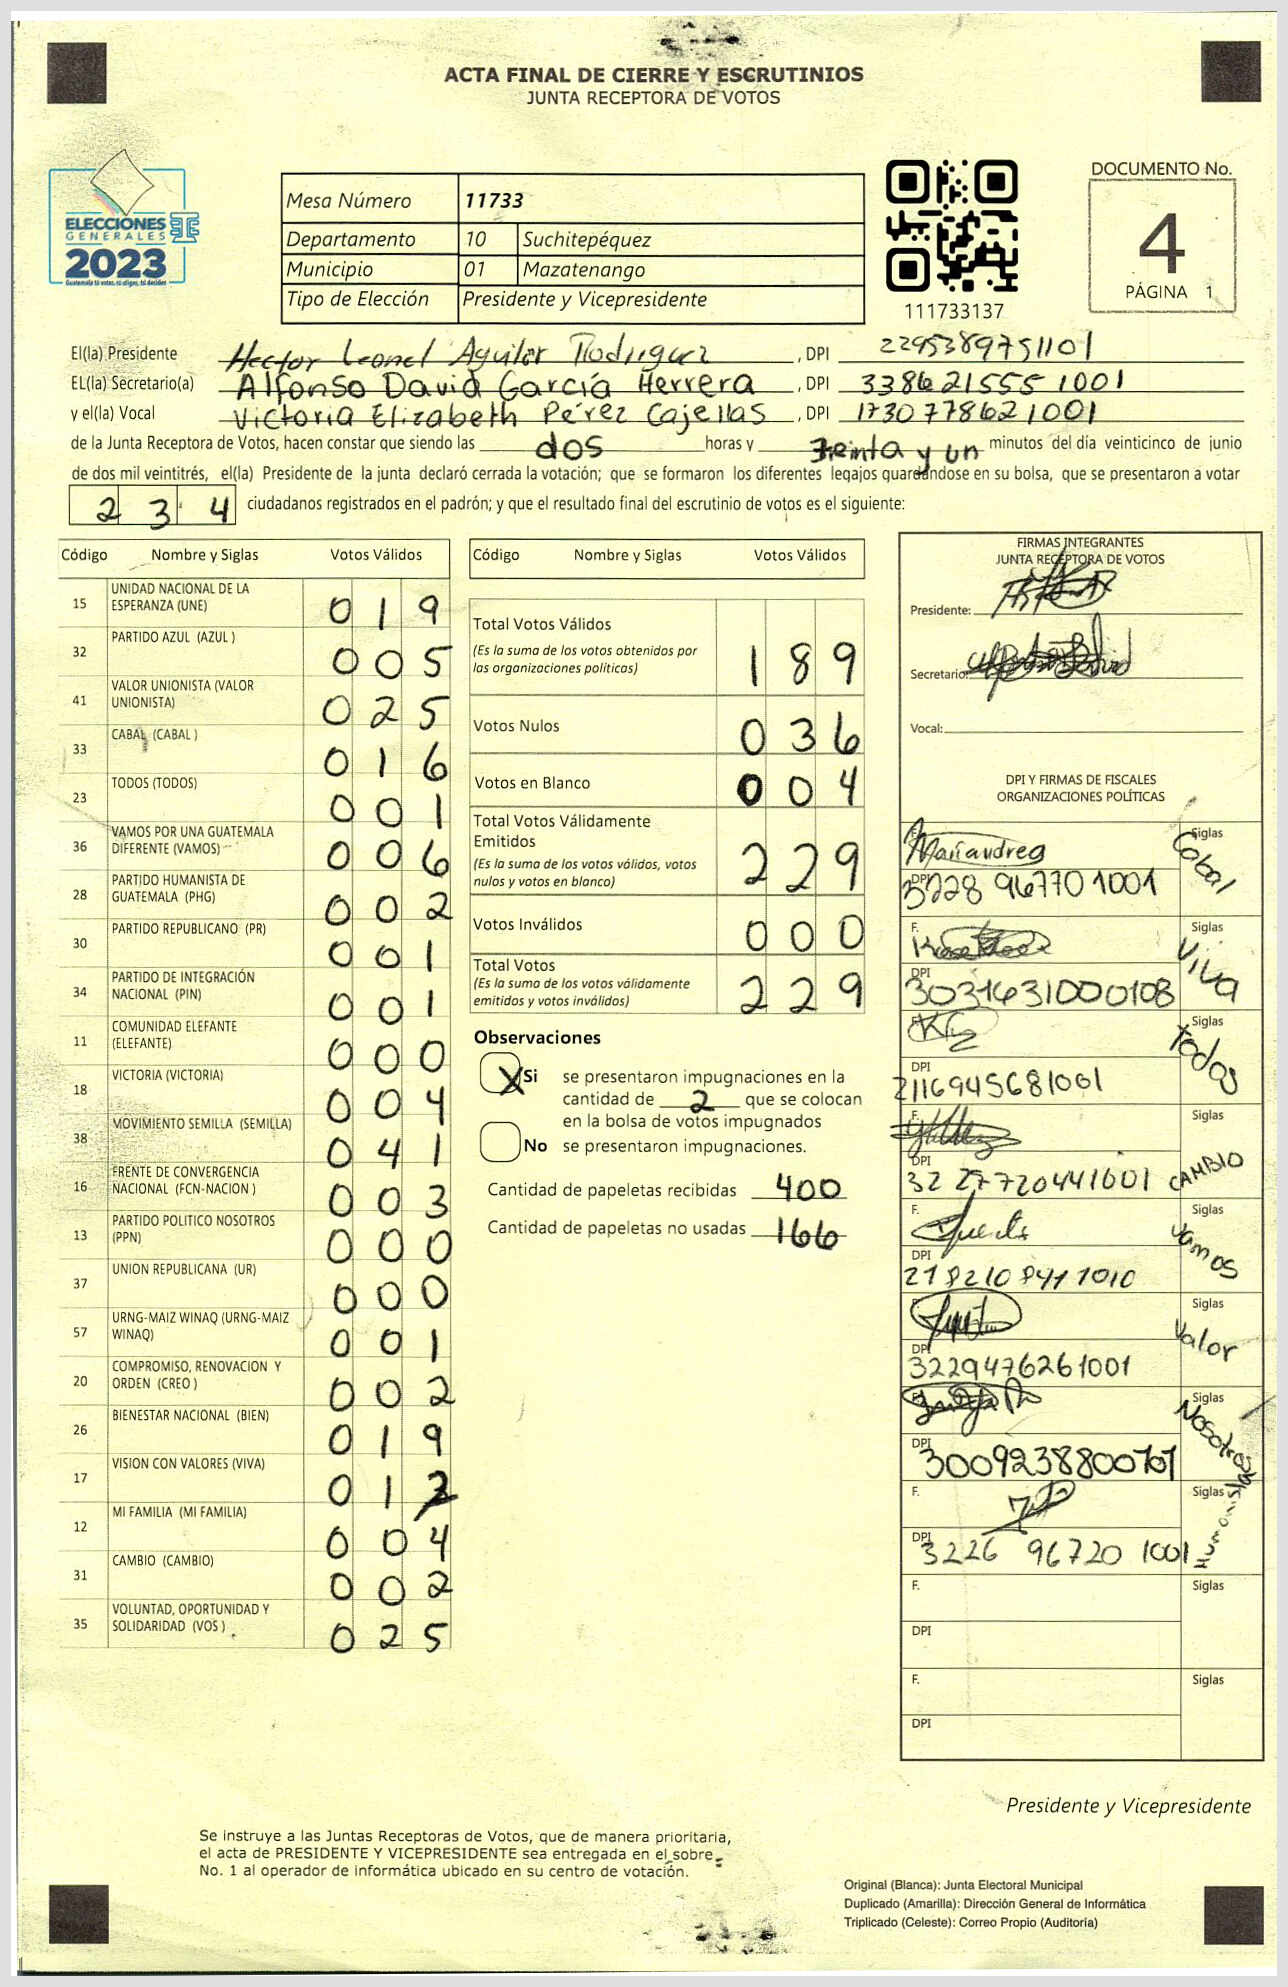 ACTA FINAL DE CIERRE Y ESCRUTINIOS
JUNTA RECEPTORA DE VOTOS
ELECCIONES
GENERALES
2023
Guatemala tú votas, tú eliges, tú decides
Mesa Número 11733
Departamento 10 Suchitepéquez
Municipio 01 Mazatenango
Tipo de Elección Presidente y Vicepresidente
111733137
DOCUMENTO No.
4
PÁGINA 1
El(la) Presidente Hector Leonel Aguilar Rodriguez , DPI 2295389751101
EL(la) Secretario(a) Alfonso David García Herrera , DPI 3386215551001
y el(la) Vocal Victoria Elizabeth Pérez Cajellas , DPI 1730778621001
de la Junta Receptora de Votos, hacen constar que siendo las dos horas y treinta y un minutos del día veinticinco de junio
de dos mil veintitrés, el(la) Presidente de la junta declaró cerrada la votación; que se formaron los diferentes legajos guardándose en su bolsa, que se presentaron a votar
2 3 4 ciudadanos registrados en el padrón; y que el resultado final del escrutinio de votos es el siguiente:
Código Nombre y Siglas Votos Válidos
15 UNIDAD NACIONAL DE LA ESPERANZA (UNE) 0 1 9
32 PARTIDO AZUL (AZUL ) 0 0 5
41 VALOR UNIONISTA (VALOR UNIONISTA) 0 2 5
33 CABAL (CABAL ) 0 1 6
23 TODOS (TODOS) 0 0 1
36 VAMOS POR UNA GUATEMALA DIFERENTE (VAMOS) 0 0 6
28 PARTIDO HUMANISTA DE GUATEMALA (PHG) 0 0 2
30 PARTIDO REPUBLICANO (PR) 0 0 1
34 PARTIDO DE INTEGRACIÓN NACIONAL (PIN) 0 0 1
11 COMUNIDAD ELEFANTE (ELEFANTE) 0 0 0
18 VICTORIA (VICTORIA) 0 0 4
38 MOVIMIENTO SEMILLA (SEMILLA) 0 4 1
16 FRENTE DE CONVERGENCIA NACIONAL (FCN-NACION ) 0 0 3
13 PARTIDO POLITICO NOSOTROS (PPN) 0 0 0
37 UNION REPUBLICANA (UR) 0 0 0
57 URNG-MAIZ WINAQ (URNG-MAIZ WINAQ) 0 0 1
20 COMPROMISO, RENOVACION Y ORDEN (CREO ) 0 0 2
26 BIENESTAR NACIONAL (BIEN) 0 1 9
17 VISION CON VALORES (VIVA) 0 1 2
12 MI FAMILIA (MI FAMILIA) 0 0 4
31 CAMBIO (CAMBIO) 0 0 2
35 VOLUNTAD, OPORTUNIDAD Y SOLIDARIDAD (VOS ) 0 2 5
Código Nombre y Siglas Votos Válidos
Total Votos Válidos
(Es la suma de los votos obtenidos por
las organizaciones políticas) 1 8 9
Votos Nulos 0 3 6
Votos en Blanco 0 0 4
Total Votos Válidamente
Emitidos
(Es la suma de los votos válidos, votos
nulos y votos en blanco) 2 2 9
Votos Inválidos 0 0 0
Total Votos
(Es la suma de los votos válidamente
emitidos y votos inválidos) 2 2 9
Observaciones
X Si se presentaron impugnaciones en la
cantidad de 2 que se colocan
en la bolsa de votos impugnados
No se presentaron impugnaciones.
Cantidad de papeletas recibidas 400
Cantidad de papeletas no usadas 166
FIRMAS INTEGRANTES
JUNTA RECEPTORA DE VOTOS
Presidente:
Secretario:
Vocal:
DPI Y FIRMAS DE FISCALES
ORGANIZACIONES POLÍTICAS
F. Mariandrea Siglas Cabal
DPI 3228 96770 1001
F. Siglas Viva
DPI 3031631000108
F. Siglas Todos
DPI 2116945681001
F. Siglas CAMBIO
DPI 32 27720441001
F. Siglas Vamos
DPI 2182108411010
F. Siglas Valor
DPI 3229476261001
F. Siglas Nosotros
DPI 3009238800101
F. Siglas Humanista
DPI 3226 96720 1001
F. Siglas
DPI
F. Siglas
DPI
Presidente y Vicepresidente
Se instruye a las Juntas Receptoras de Votos, que de manera prioritaria,
el acta de PRESIDENTE Y VICEPRESIDENTE sea entregada en el sobre
No. 1 al operador de informática ubicado en su centro de votación.
Original (Blanca): Junta Electoral Municipal
Duplicado (Amarilla): Dirección General de Informática
Triplicado (Celeste): Correo Propio (Auditoría)